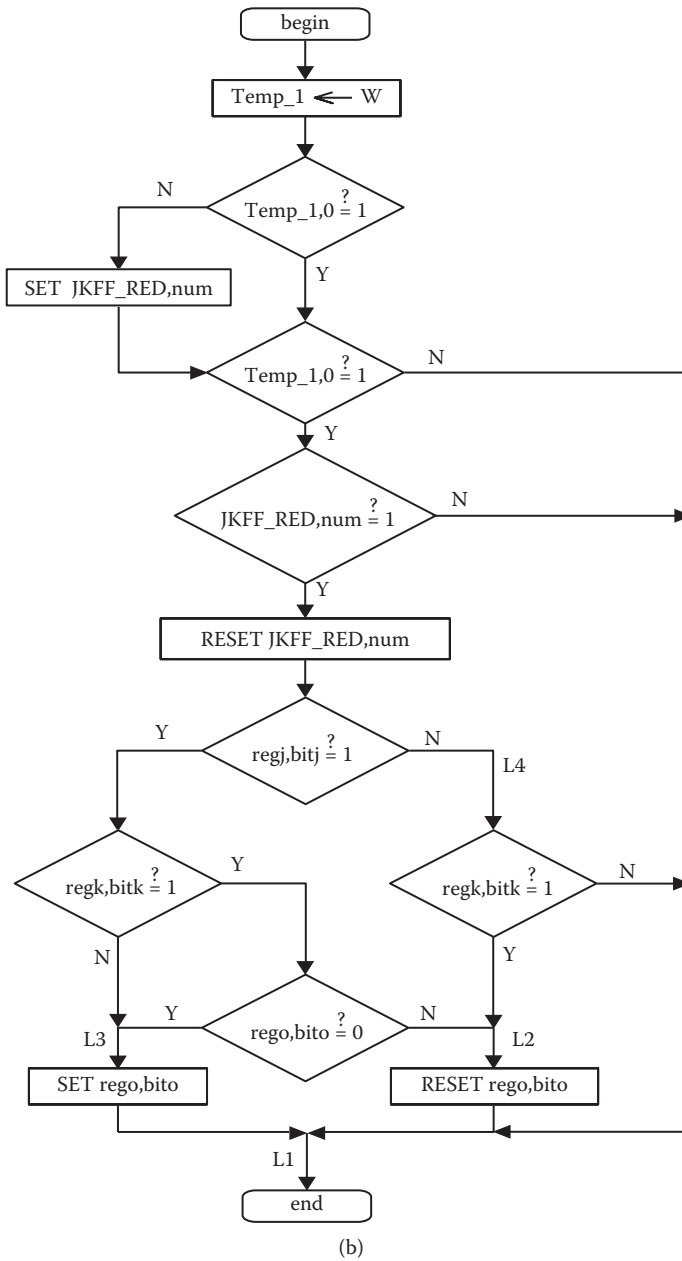 begin
Temp_1 ← W
N
Temp_1,0 ≟ 1
SET JKFF_RED,num
Y
Temp_1,0 ≟ 1
N
Y
JKFF_RED,num ≟ 1
N
Y
RESET JKFF_RED,num
Y
regj,bitj ≟ 1
N
L4
regk,bitk ≟ 1
Y
regk,bitk ≟ 1
N
N
Y
Y
rego,bito ≟ 0
N
L3
L2
SET rego,bito
RESET rego,bito
L1
end
(b)